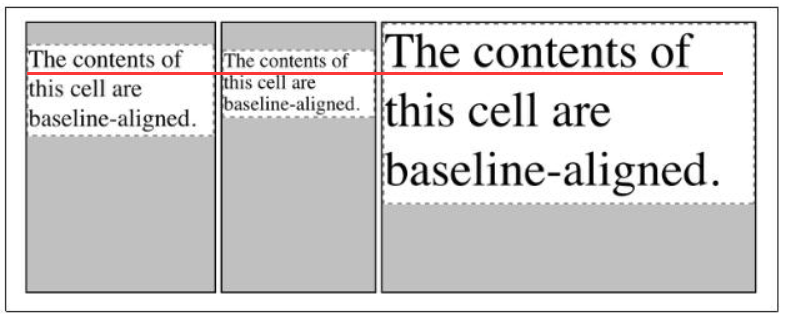 The contents of
this cell are
baseline-aligned.
The contents of
this cell are
baseline-aligned.
The contents of
this cell are
baseline-aligned.